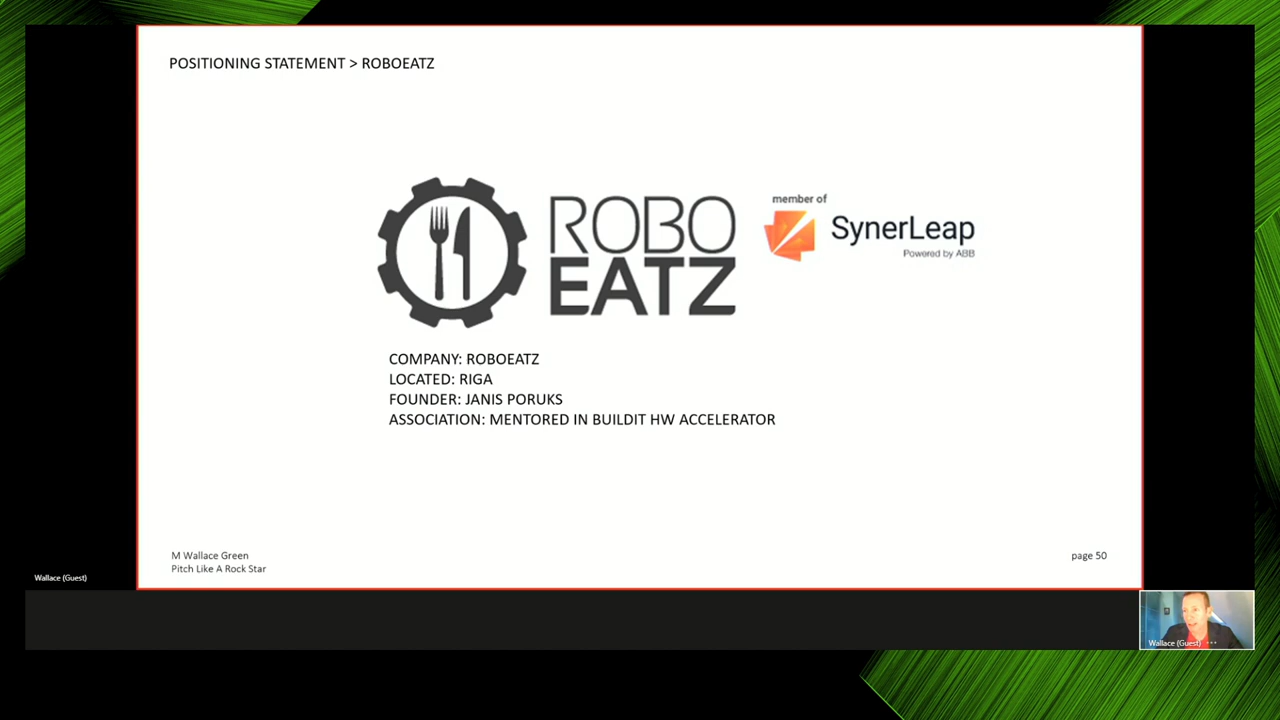 POSITIONING STATEMENT > ROBOEATZ
ROBO
EATZ
member of
SynerLeap
Powered by ABB
COMPANY: ROBOEATZ
LOCATED: RIGA
FOUNDER: JANIS PORUKS
ASSOCIATION: MENTORED IN BUILDIT HW ACCELERATOR
M Wallace Green
Pitch Like A Rock Star
page 50
Wallace (Guest)
Wallace (Guest)